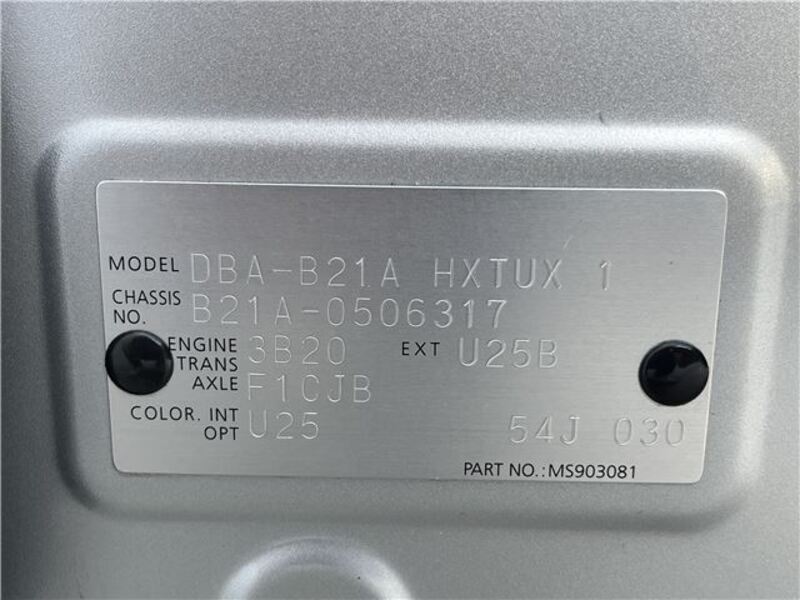 MODEL DBA-B21A HXTUX 1
CHASSIS NO. B21A-0506317
ENGINE 3B20 EXT U25B
TRANS AXLE F1CJB
COLOR. INT OPT U25 54J 030
PART NO.: MS903081